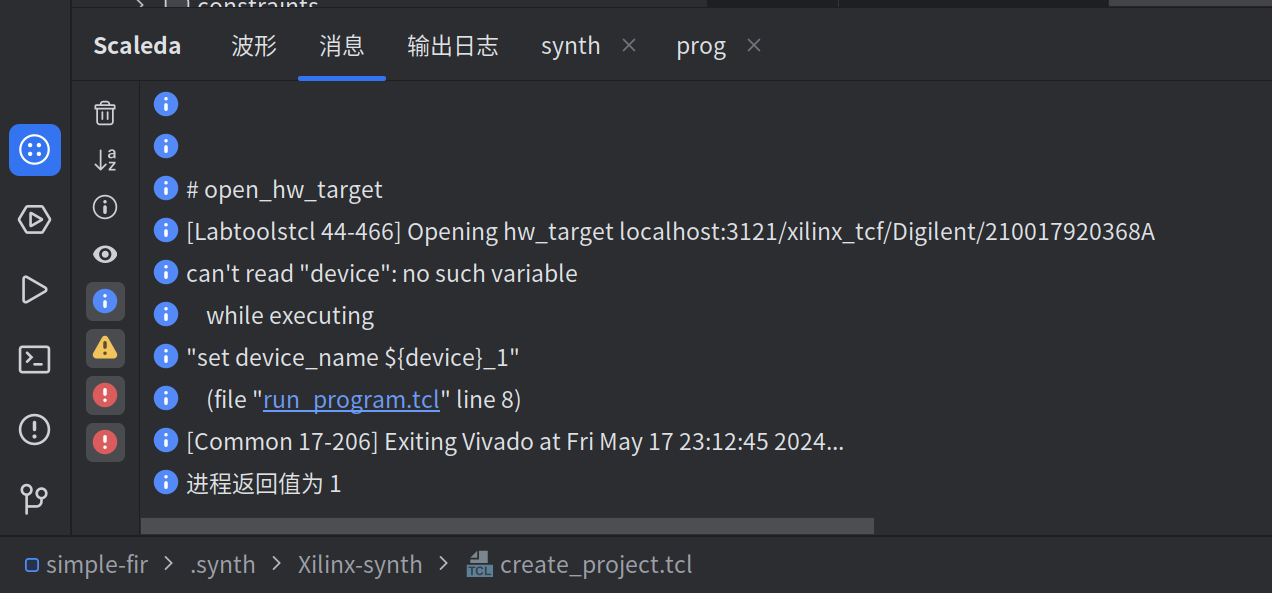 constraints
Scaleda 波形 消息 输出日志 synth prog
# open_hw_target
[Labtoolstcl 44-466] Opening hw_target localhost:3121/xilinx_tcf/Digilent/210017920368A
can't read "device": no such variable
while executing
"set device_name ${device}_1"
(file "run_program.tcl" line 8)
[Common 17-206] Exiting Vivado at Fri May 17 23:12:45 2024...
进程返回值为 1
simple-fir > .synth > Xilinx-synth > TCL create_project.tcl